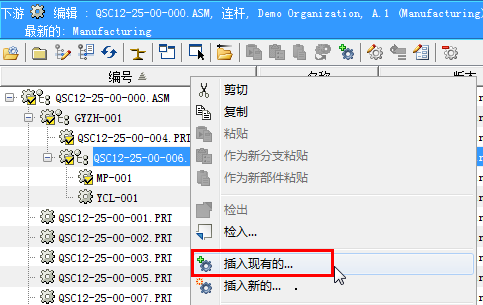 下游 编辑 : QSC12-25-00-000.ASM, 连杆, Demo Organization, A.1 (Manufacturing)
最新的: Manufacturing
编号 名称 版本
QSC12-25-00-000.ASM
GYZH-001
QSC12-25-00-004.PRT
QSC12-25-00-006.
MP-001
YCL-001
QSC12-25-00-001.PRT
QSC12-25-00-002.PRT
QSC12-25-00-003.PRT
QSC12-25-00-005.PRT
QSC12-25-00-007.PRT
剪切
复制
粘贴
作为新分支粘贴
作为新部件粘贴
检出
检入...
插入现有的...
插入新的...